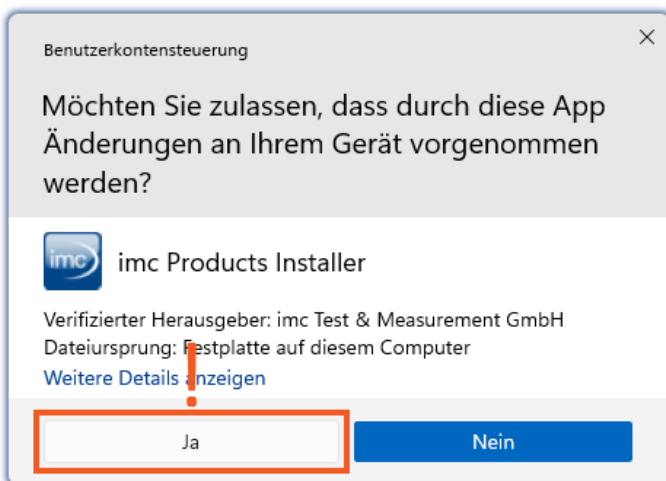 Benutzerkontensteuerung
Möchten Sie zulassen, dass durch diese App
Änderungen an Ihrem Gerät vorgenommen
werden?
imc
imc Products Installer
Verifizierter Herausgeber: imc Test & Measurement GmbH
Dateiursprung: Festplatte auf diesem Computer
Weitere Details anzeigen
!
Ja Nein